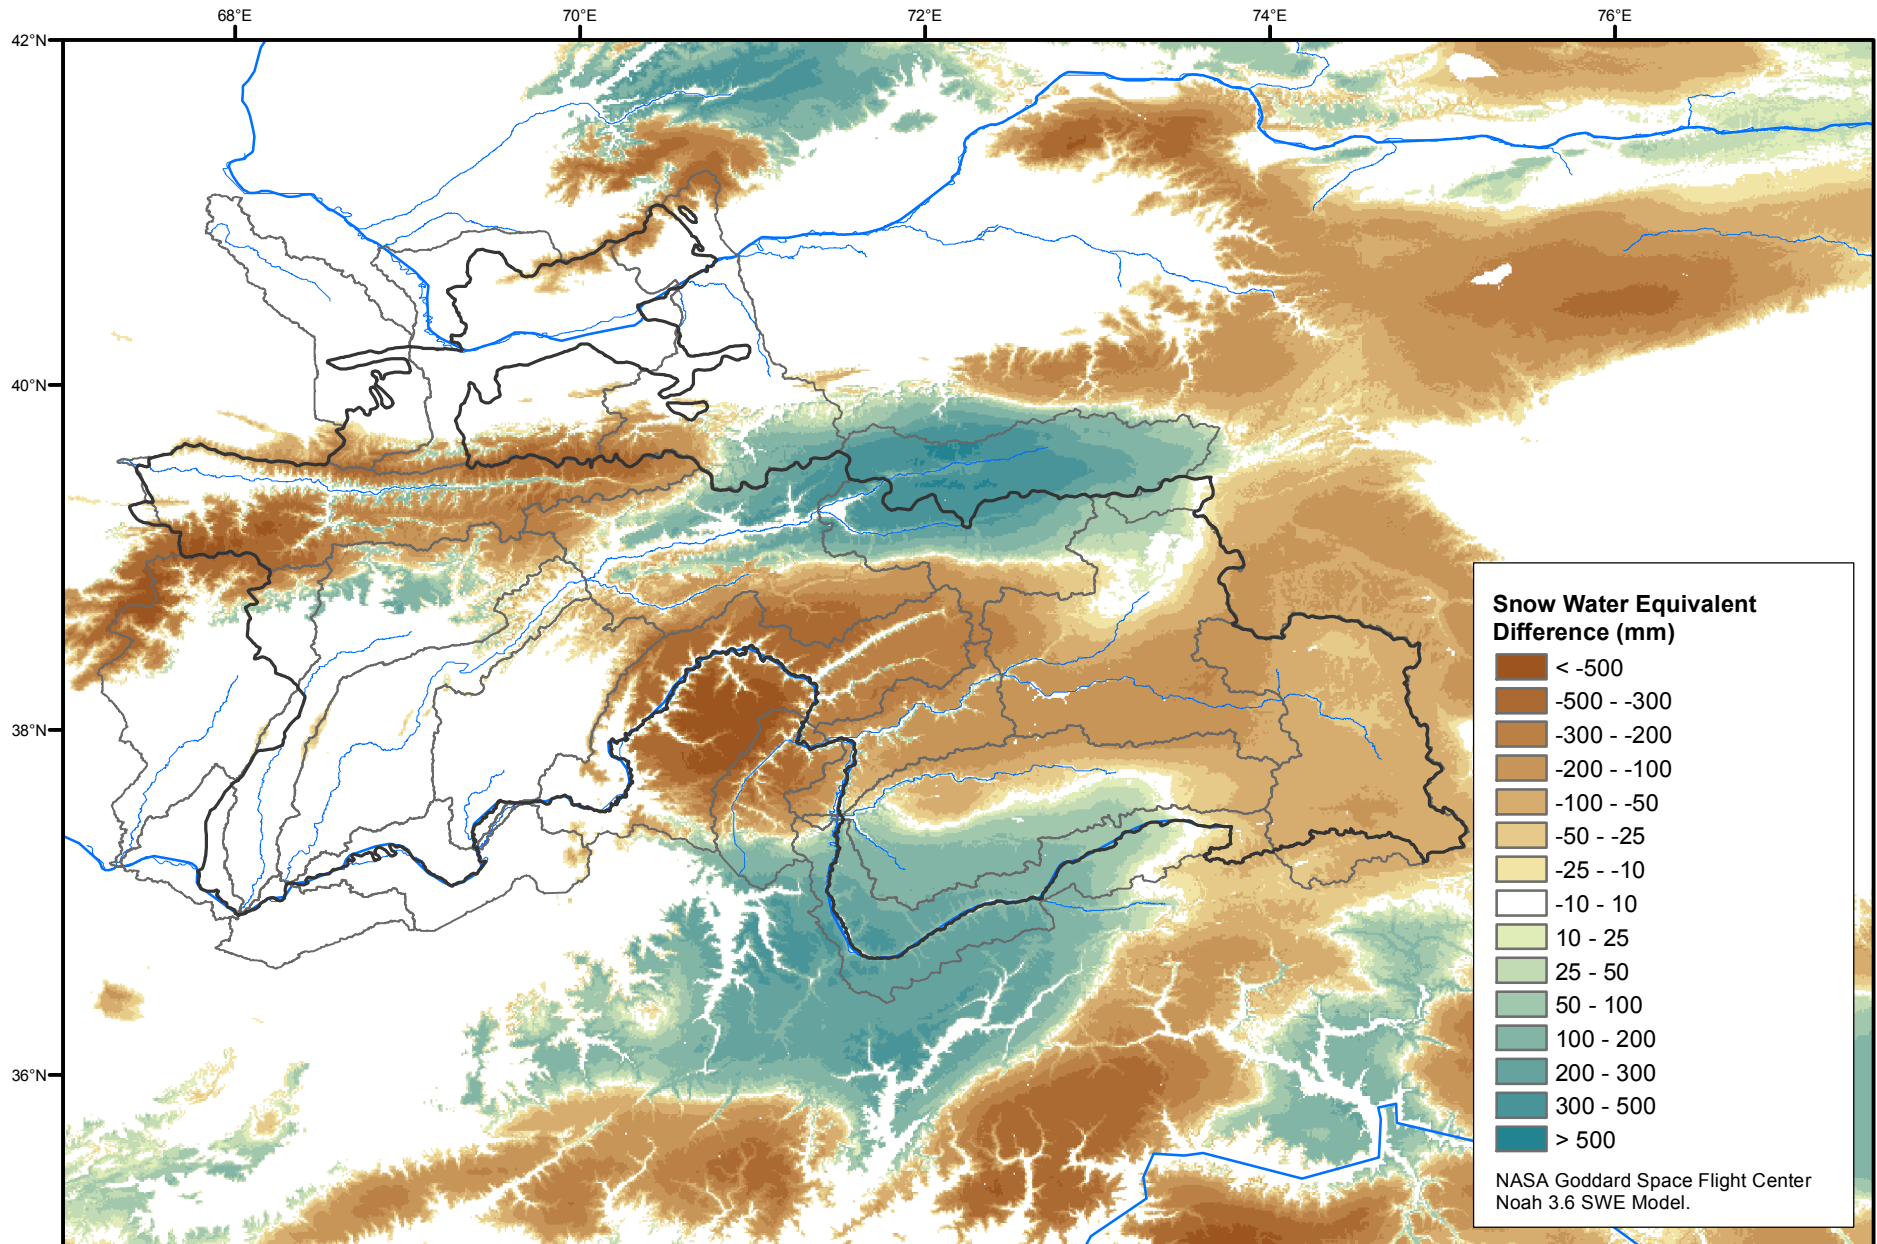 68°E 70°E 72°E 74°E 76°E
42°N
40°N
38°N
36°N
Snow Water Equivalent
Difference (mm)
< -500
-500 - -300
-300 - -200
-200 - -100
-100 - -50
-50 - -25
-25 - -10
-10 - 10
10 - 25
25 - 50
50 - 100
100 - 200
200 - 300
300 - 500
> 500
NASA Goddard Space Flight Center
Noah 3.6 SWE Model.